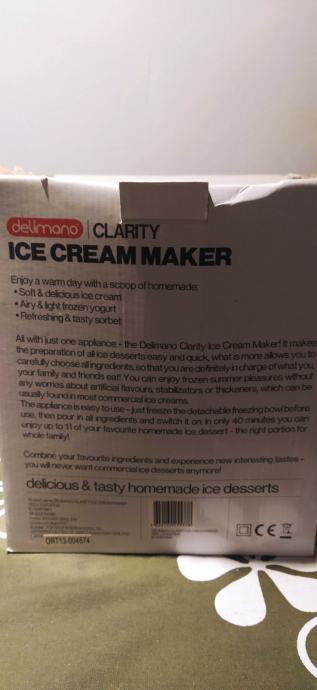 delimano | CLARITY
ICE CREAM MAKER
Enjoy a warm day with a scoop of homemade:
• Soft & delicious ice cream
• Airy & light frozen yogurt
• Refreshing & tasty sorbet
All with just one appliance - the Delimano Clarity Ice Cream Maker! It makes
the preparation of all ice desserts easy and quick, what is more allows you to
carefully choose all ingredients, so that you are definitely in charge of what you,
your family and friends eat! You can enjoy frozen summer pleasures without
any worries about artificial flavours, stabilizators or thickeners, which can be
usually found in most commercial ice creams.
The appliance is easy to use - just freeze the detachable freezing bowl before
use, then pour in all ingredients and switch it on. In only 40 minutes you can
enjoy up to 1l of your favourite homemade ice dessert - the right portion for
whole family!
Combine your favourite ingredients and experience new interesting tastes -
you will never want commercial ice desserts anymore!
delicious & tasty homemade ice desserts
QRT13-004574
CE